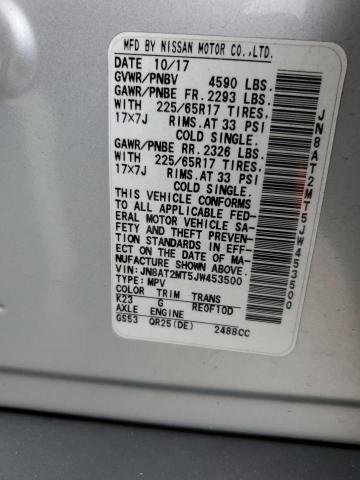 MFD BY NISSAN MOTOR CO.,LTD.
DATE 10/17
GVWR/PNBV 4590 LBS.
GAWR/PNBE FR.2293 LBS.
WITH 225/65R17 TIRES,
17x7J RIMS.AT 33 PSI
COLD SINGLE.
GAWR/PNBE RR.2326 LBS.
WITH 225/65R17 TIRES,
17x7J RIMS.AT 33 PSI
COLD SINGLE.
THIS VEHICLE CONFORMS
TO ALL APPLICABLE FED-
ERAL MOTOR VEHICLE SA-
FETY AND THEFT PREVEN-
TION STANDARDS IN EFF-
ECT ON THE DATE OF MA-
NUFACTURE SHOWN ABOVE.
VIN:JN8AT2MT5JW453500
TYPE:MPV
COLOR TRIM TRANS
K23 G RE0F10D
AXLE ENGINE
GS53 QR25(DE) 2488CC
JN8AT2MT5JW453500